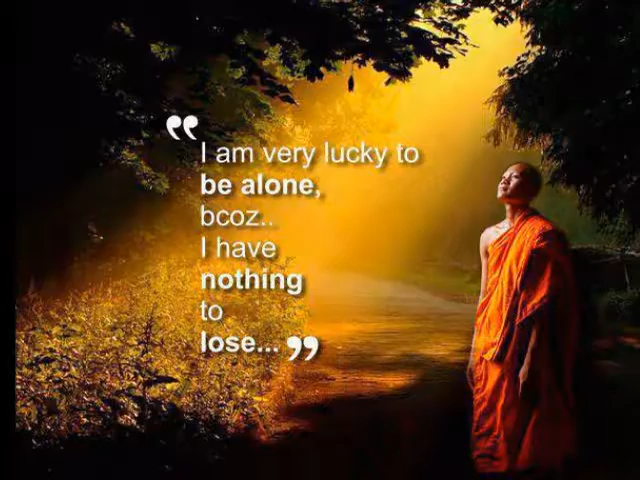 “
I am very lucky to
be alone,
bcoz..
I have
nothing
to
lose... ”